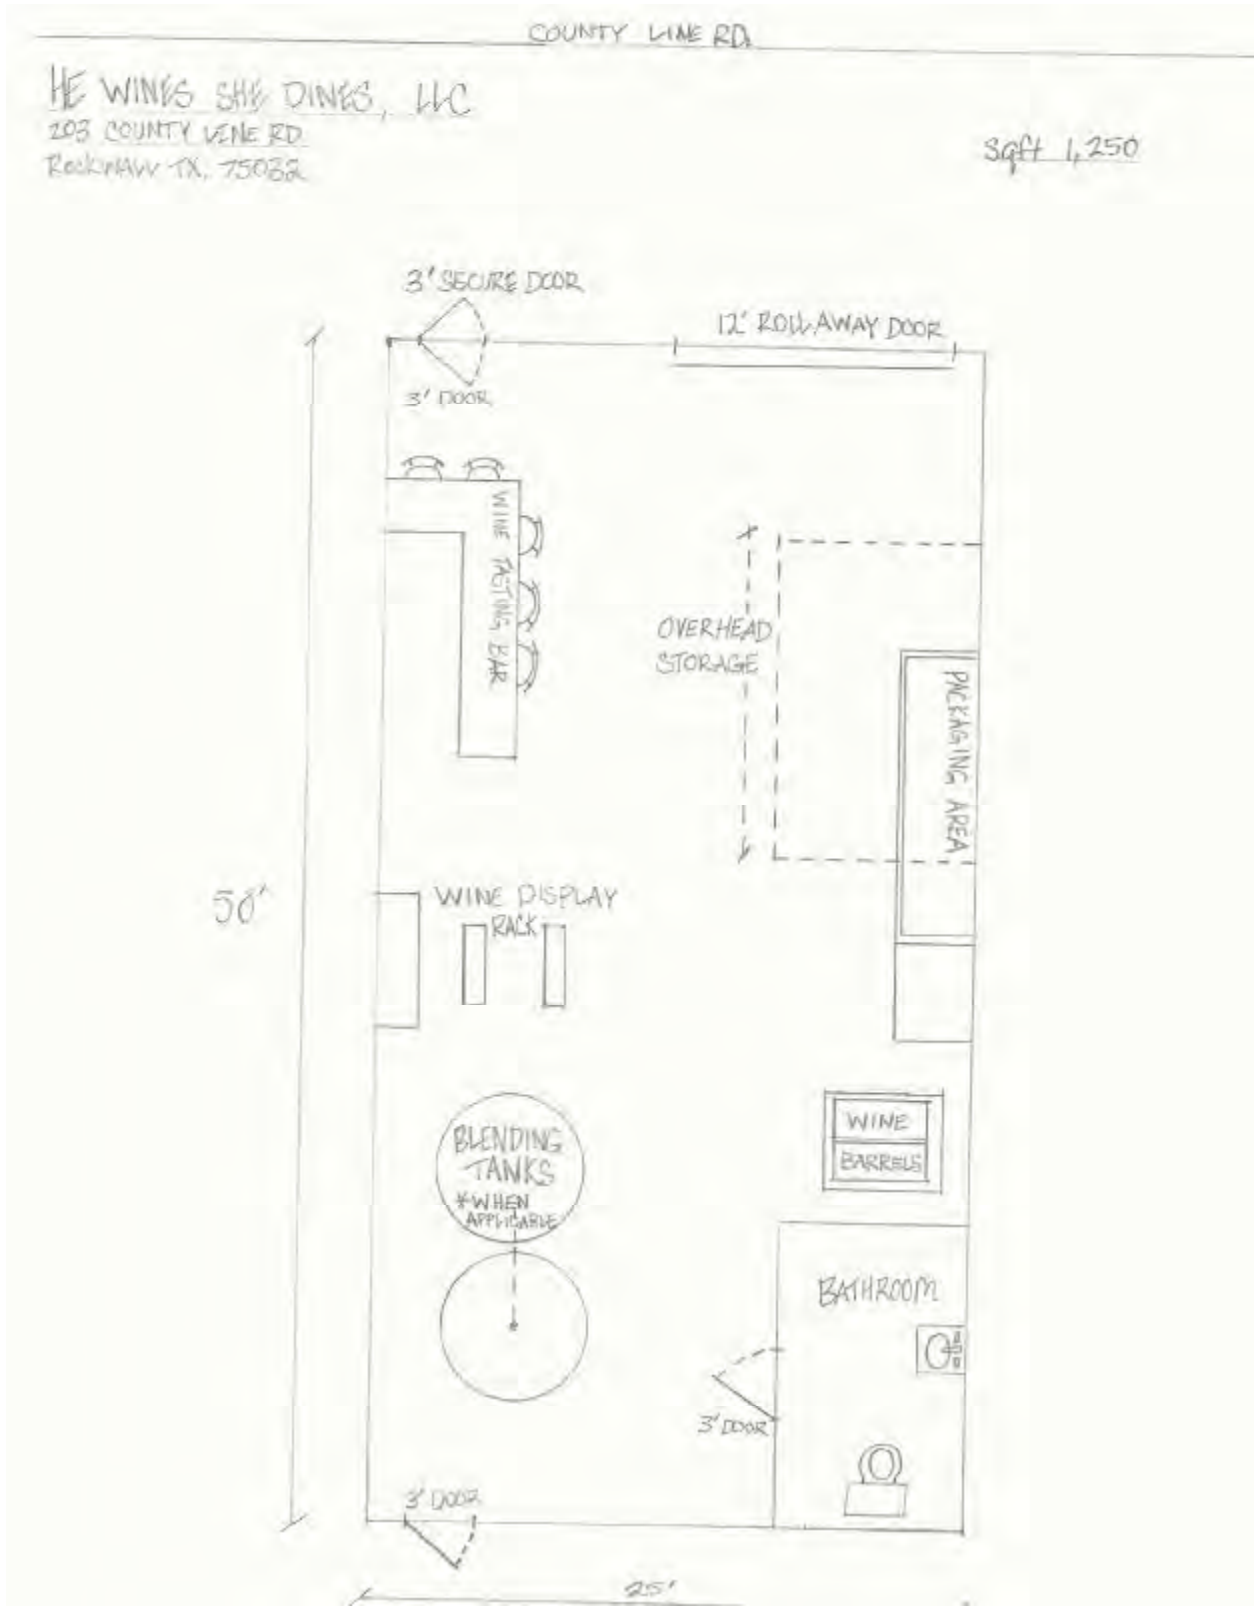 COUNTY LINE RD.
HE WINES SHE DINES, LLC
203 COUNTY LINE RD
Rockwall TX, 75032
Sqft 1,250
3' SECURE DOOR
12' ROLLAWAY DOOR
3' DOOR
WINE TASTING BAR
OVERHEAD
STORAGE
PACKAGING AREA
50'
WINE DISPLAY
RACK
BLENDING
TANKS
*WHEN
APPLICABLE
WINE
BARRELS
BATHROOM
3' DOOR
3' DOOR
25'